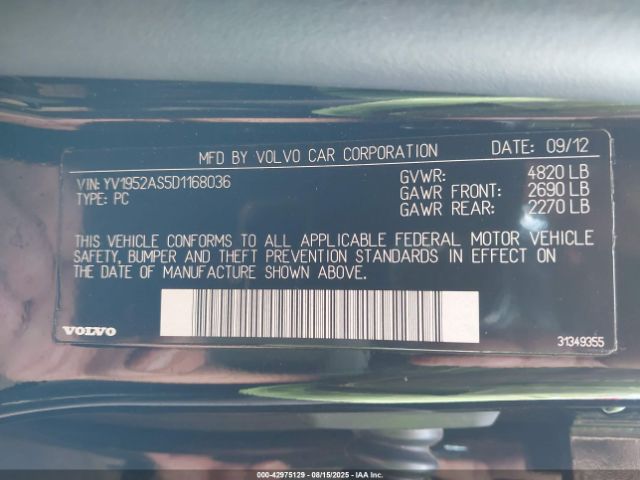 MFD BY VOLVO CAR CORPORATION DATE: 09/12
VIN: YV1952AS5D1168036 GVWR: 4820 LB
TYPE: PC GAWR FRONT: 2690 LB
GAWR REAR: 2270 LB
THIS VEHICLE CONFORMS TO ALL APPLICABLE FEDERAL MOTOR VEHICLE
SAFETY, BUMPER AND THEFT PREVENTION STANDARDS IN EFFECT ON
THE DATE OF MANUFACTURE SHOWN ABOVE.
VOLVO 31349355
000-42975129 - 08/15/2025 - IAA Inc.